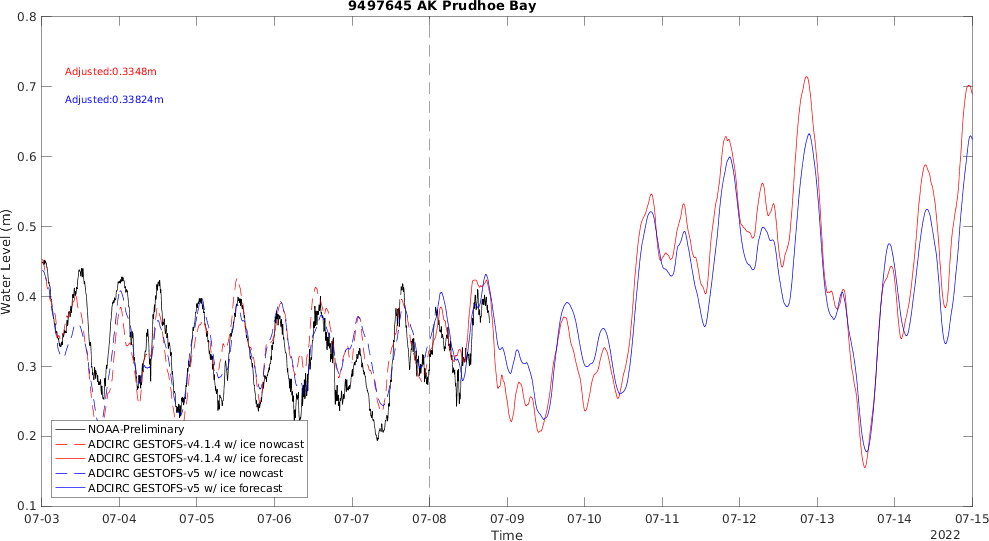 9497645 AK Prudhoe Bay
0.8
0.7
0.6
0.5
0.4
0.3
0.2
0.1
Water Level (m)
Adjusted:0.3348m
Adjusted:0.33824m
NOAA-Preliminary
ADCIRC GESTOFS-v4.1.4 w/ ice nowcast
ADCIRC GESTOFS-v4.1.4 w/ ice forecast
ADCIRC GESTOFS-v5 w/ ice nowcast
ADCIRC GESTOFS-v5 w/ ice forecast
07-03 07-04 07-05 07-06 07-07 07-08 07-09 07-10 07-11 07-12 07-13 07-14 07-15
Time
2022